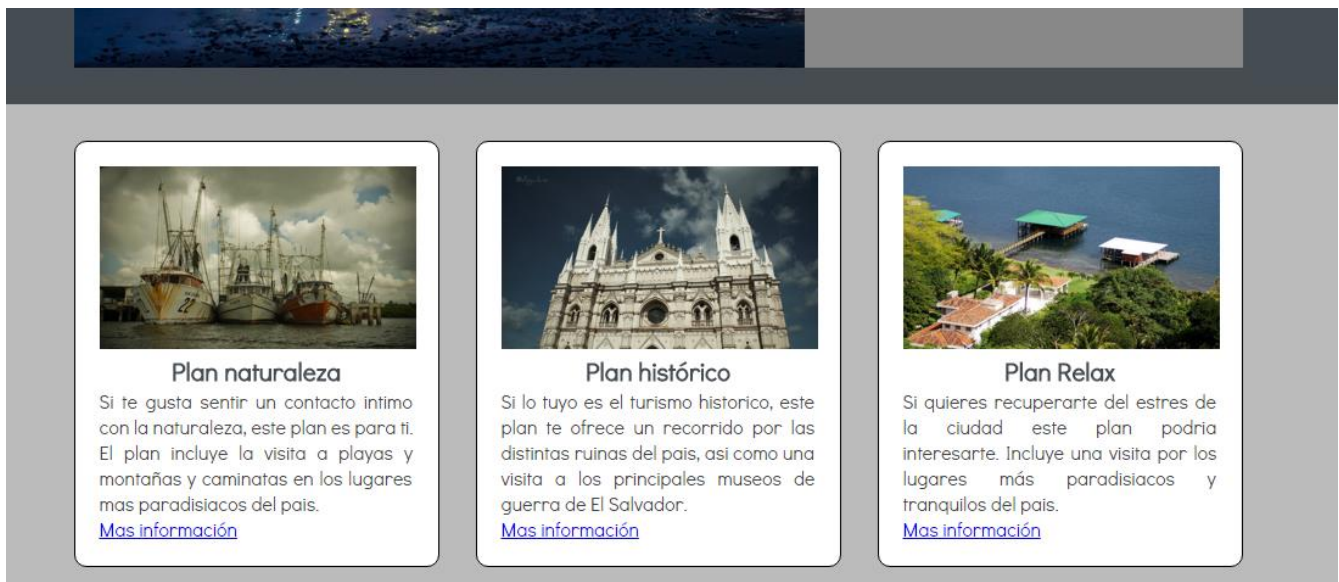 Plan naturaleza
Si te gusta sentir un contacto intimo
con la naturaleza, este plan es para ti.
El plan incluye la visita a playas y
montañas y caminatas en los lugares
mas paradisiacos del pais.
Mas información
Plan histórico
Si lo tuyo es el turismo historico, este
plan te ofrece un recorrido por las
distintas ruinas del pais, asi como una
visita a los principales museos de
guerra de El Salvador.
Mas información
Plan Relax
Si quieres recuperarte del estres de
la ciudad este plan podria
interesarte. Incluye una visita por los
lugares más paradisiacos y
tranquilos del pais.
Mas información